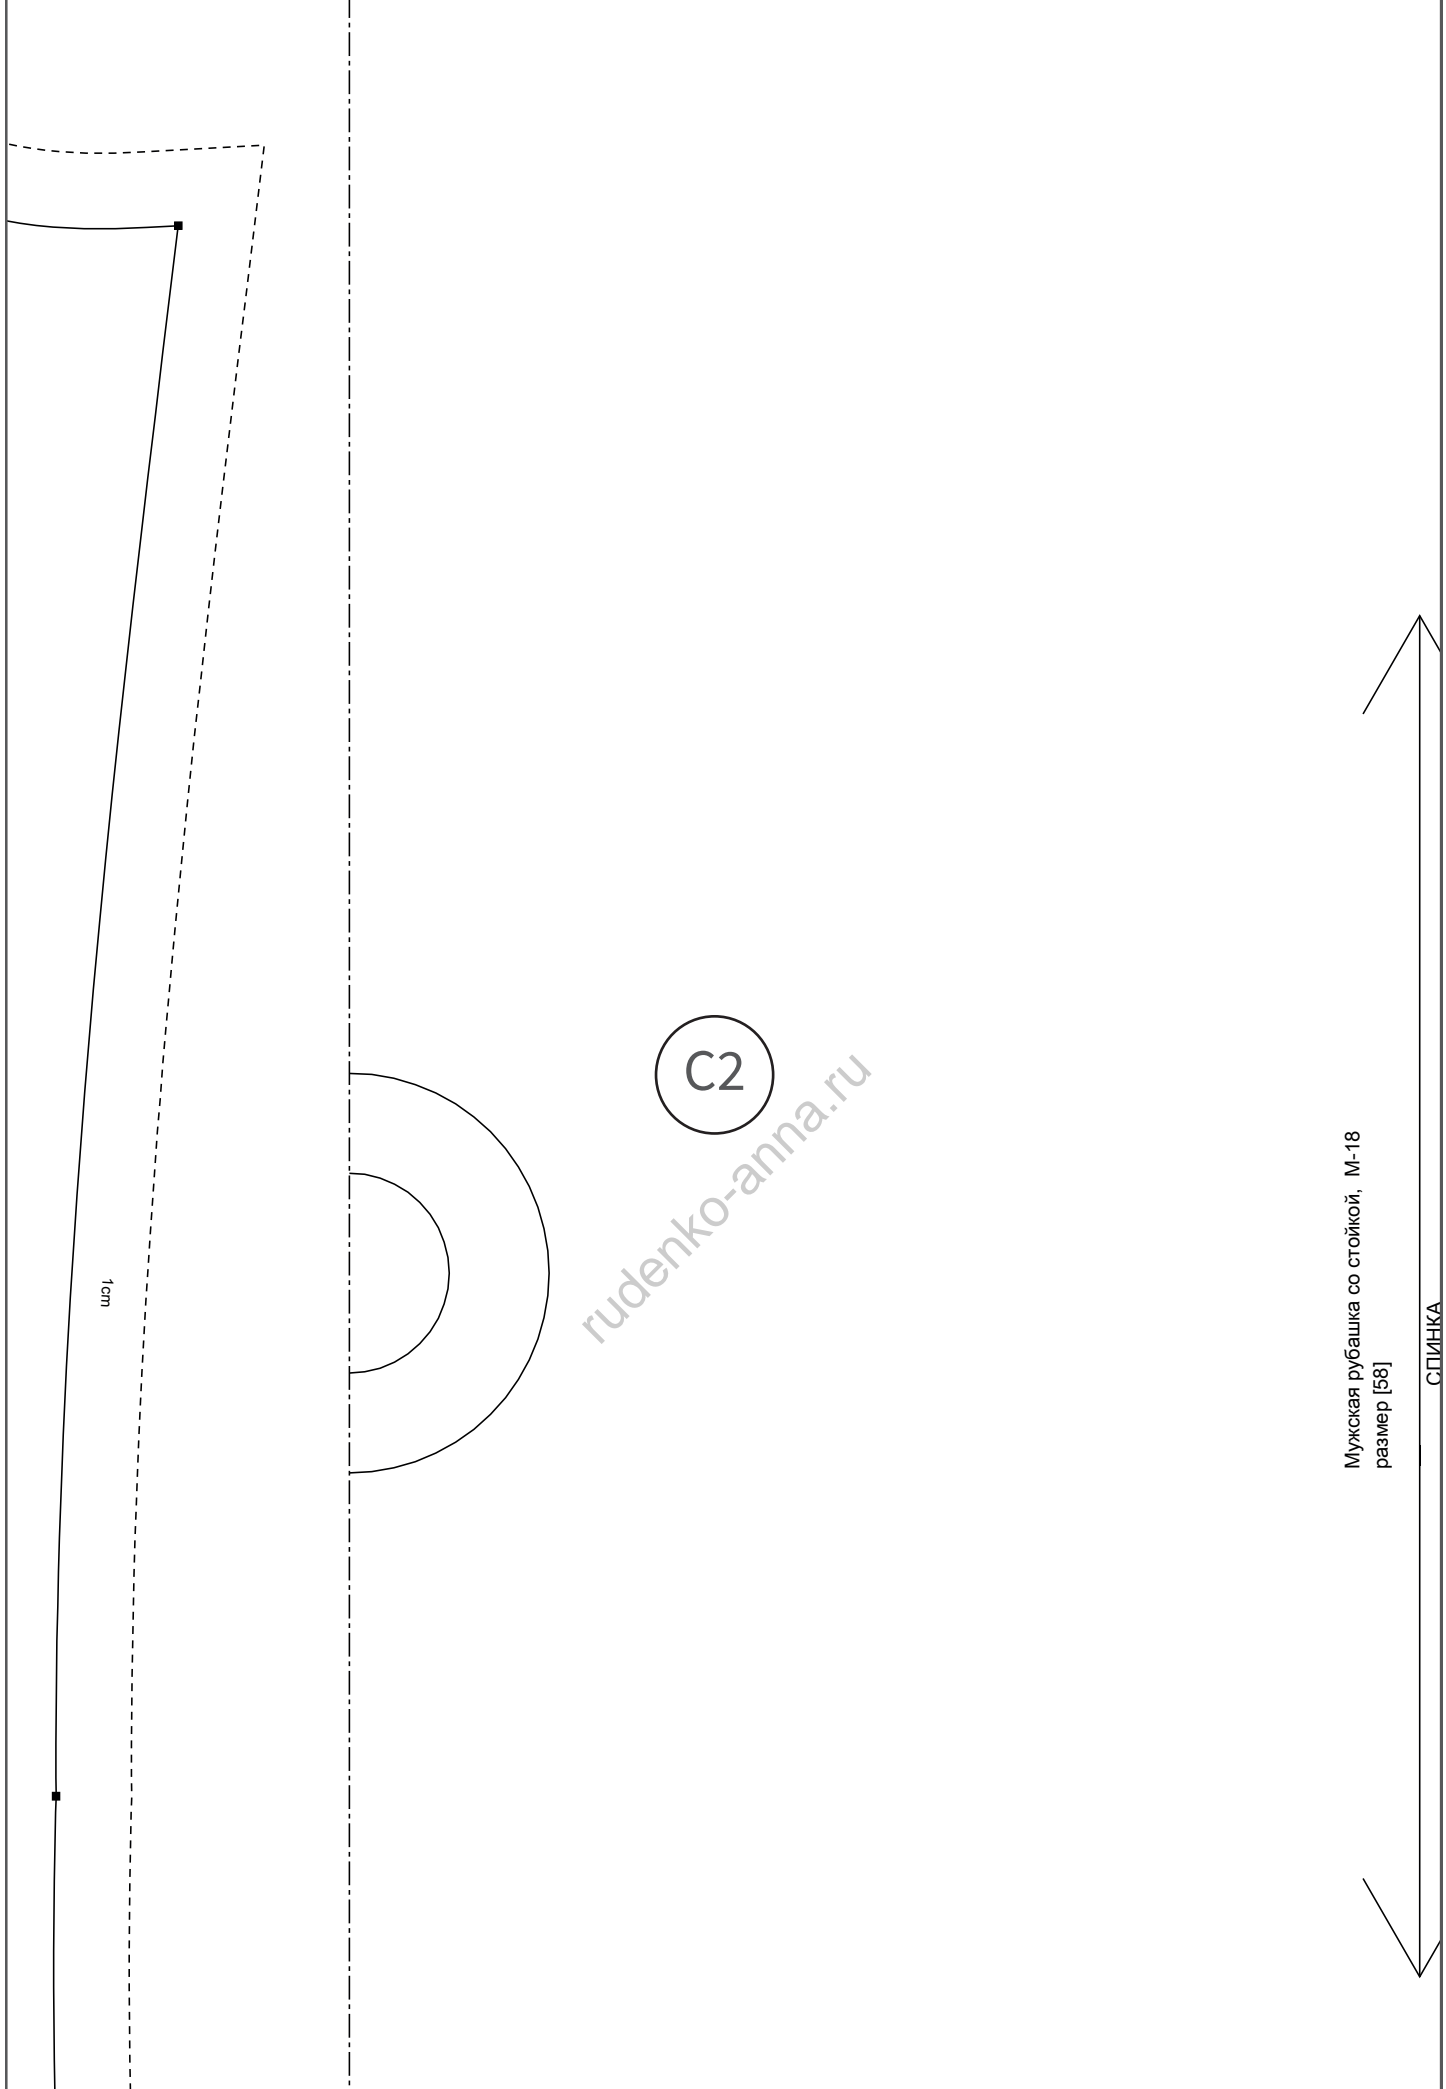 C2
rudenko-anna.ru
1cm
Мужская рубашка со стойкой, М-18
размер [58]
СПИНКА